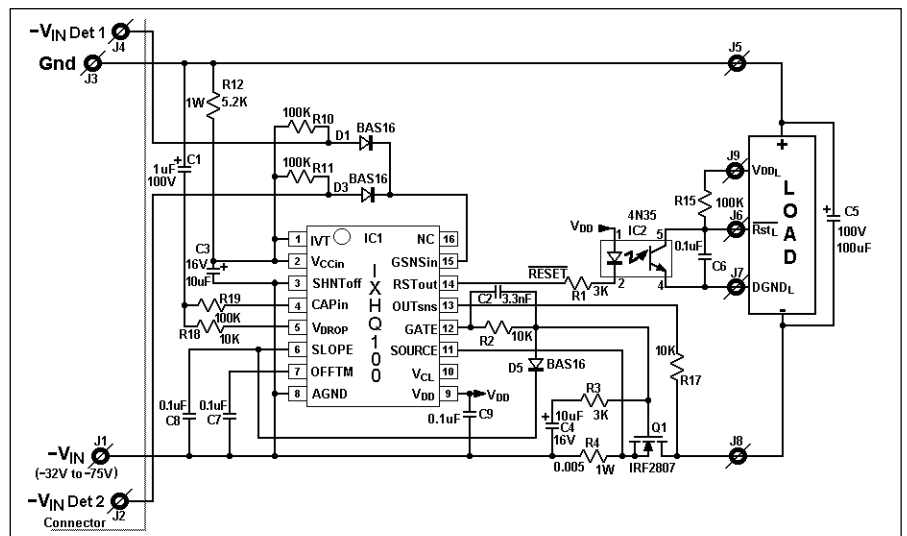 −VIN Det 1
J4
Gnd
J3
J5
R12
1W 5.2K
100K R10
D1 BAS16
100K R11
D3 BAS16
1uF C1
100V
+
J9
VDDL
R15
100K
J6
RstL
LOAD
+
-
C5
100V
100uF
4N35
IC2
VDD
1
5
2
4
0.1uF
C6
J7
DGNDL
C3
16V
10uF
IC1
IXHQ100
1 IVT
2 VCCin
3 SHNToff
4 CAPin
5 VDROP
6 SLOPE
7 OFFTM
8 AGND
NC 16
GSNSin 15
RSTout 14
OUTsns 13
GATE 12
SOURCE 11
VCL 10
VDD 9
RESET
R1 3K
C2 3.3nF
R2 10K
D5 BAS16
10K
R17
R19
100K
R18 10K
0.1uF
C8
0.1uF
C7
VDD
0.1uF C9
10uF
C4
16V
R3
3K
R4
0.005 1W
Q1
IRF2807
J8
J1
−VIN
(−32V to −75V)
−VIN Det 2
J2
Connector